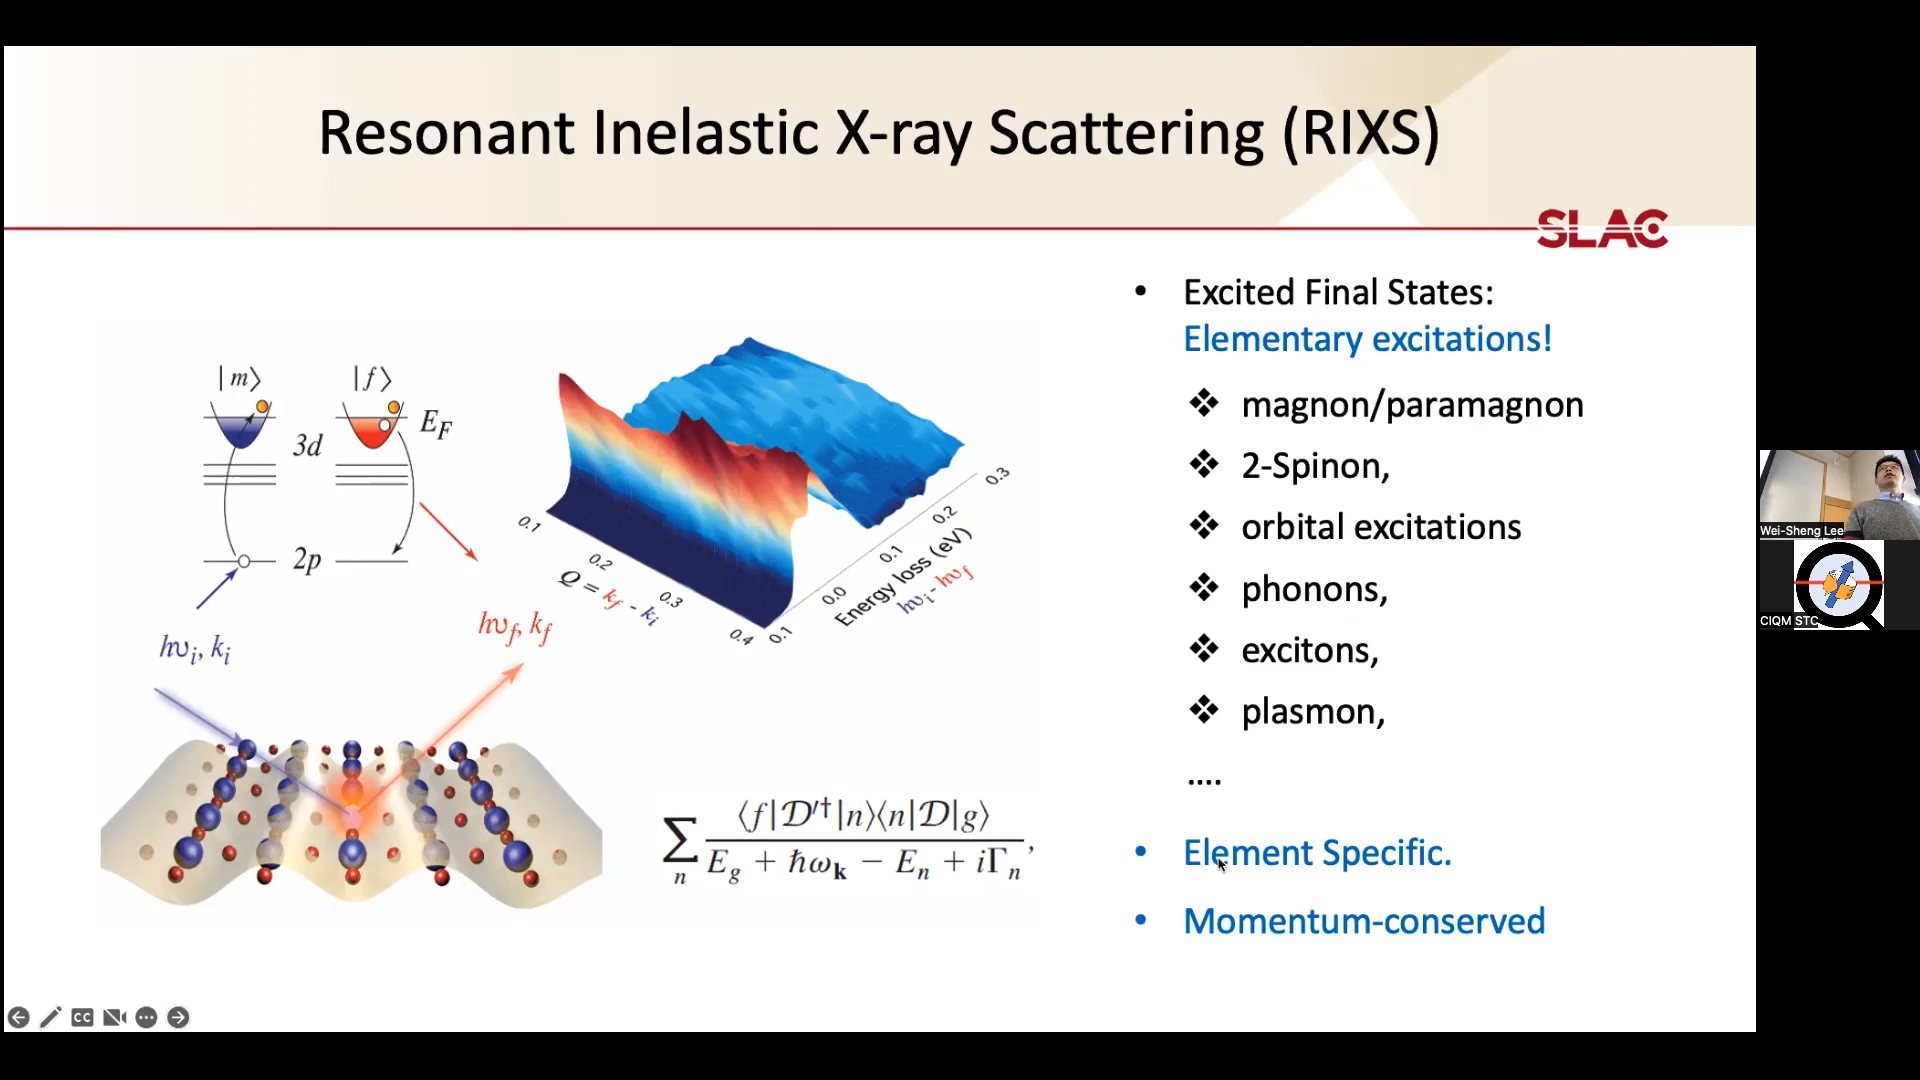 Resonant Inelastic X-ray Scattering (RIXS)
SLAC
|m⟩
|f⟩
E_F
3d
2p
hυ_i, k_i
hυ_f, k_f
0.1
0.2
0.3
0.4
Q = k_f - k_i
0.1
0.0
0.1
0.2
0.3
Energy loss (eV)
hυ_i - hυ_f
∑_n ⟨f|𝒟′†|n⟩⟨n|𝒟|g⟩ / E_g + ħω_k − E_n + iΓ_n ,
• Excited Final States:
Elementary excitations!
❖ magnon/paramagnon
❖ 2-Spinon,
❖ orbital excitations
❖ phonons,
❖ excitons,
❖ plasmon,
....
• Element Specific.
• Momentum-conserved
Wei-Sheng Lee
CIQM STC
CC